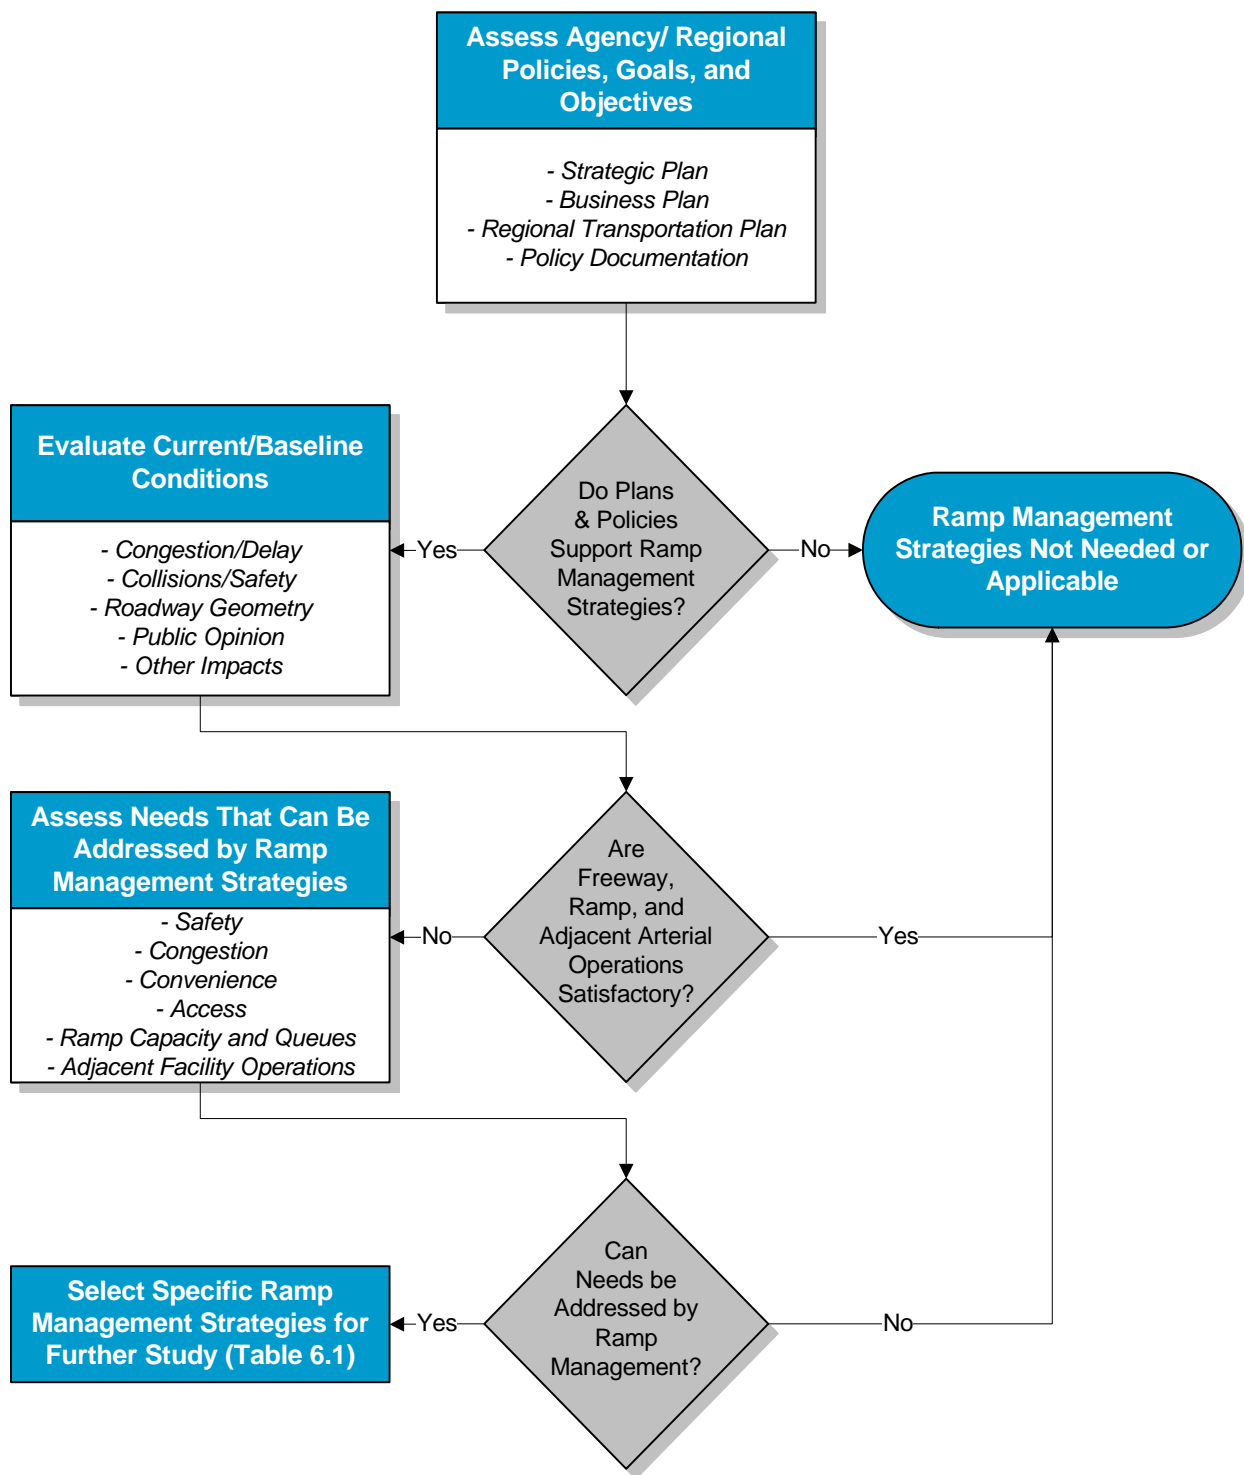 Assess Agency/ Regional
Policies, Goals, and
Objectives
- Strategic Plan
- Business Plan
- Regional Transportation Plan
- Policy Documentation
Evaluate Current/Baseline
Conditions
- Congestion/Delay
- Collisions/Safety
- Roadway Geometry
- Public Opinion
- Other Impacts
Yes
Do Plans
& Policies
Support Ramp
Management
Strategies?
No
Ramp Management
Strategies Not Needed or
Applicable
Assess Needs That Can Be
Addressed by Ramp
Management Strategies
- Safety
- Congestion
- Convenience
- Access
- Ramp Capacity and Queues
- Adjacent Facility Operations
No
Are
Freeway,
Ramp, and
Adjacent Arterial
Operations
Satisfactory?
Yes
Select Specific Ramp
Management Strategies for
Further Study (Table 6.1)
Yes
Can
Needs be
Addressed by
Ramp
Management?
No